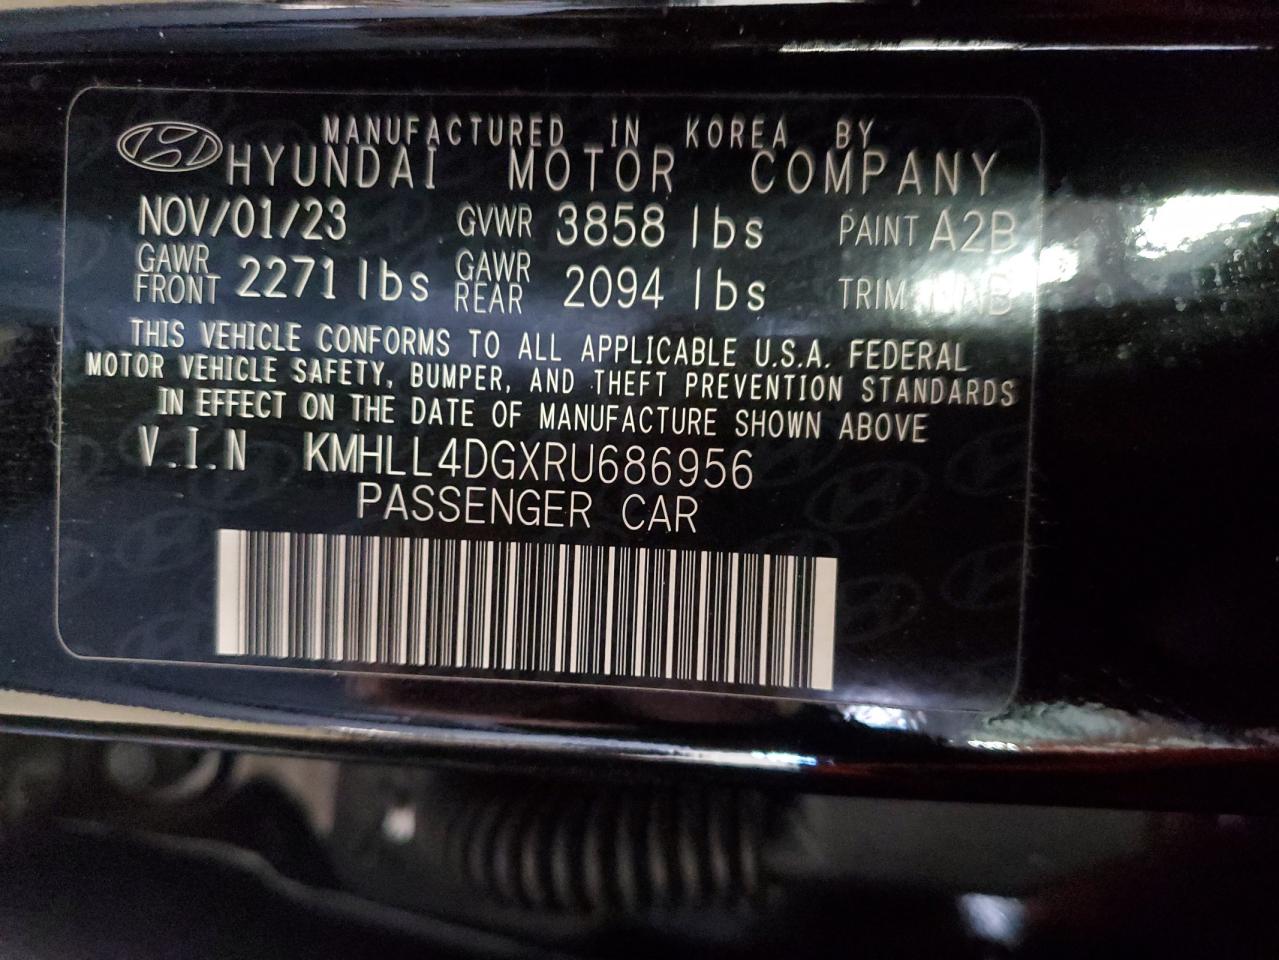 MANUFACTURED IN KOREA BY
HYUNDAI MOTOR COMPANY
NOV/01/23 GVWR 3858 lbs PAINT A2B
GAWR FRONT 2271 lbs GAWR REAR 2094 lbs TRIM
THIS VEHICLE CONFORMS TO ALL APPLICABLE U.S.A. FEDERAL
MOTOR VEHICLE SAFETY, BUMPER, AND THEFT PREVENTION STANDARDS
IN EFFECT ON THE DATE OF MANUFACTURE SHOWN ABOVE
V.I.N KMHLL4DGXRU686956
PASSENGER CAR